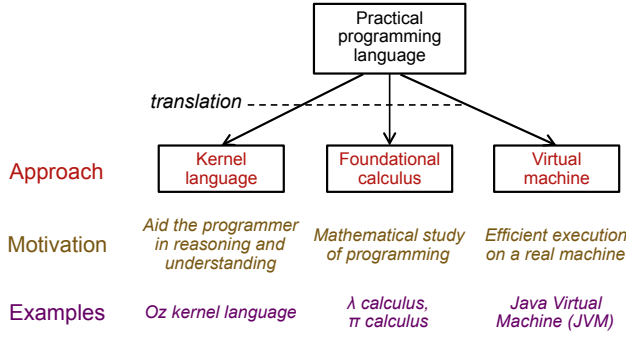 Practical
programming
language
translation
Approach
Kernel
language
Foundational
calculus
Virtual
machine
Motivation
Aid the programmer
in reasoning and
understanding
Mathematical study
of programming
Efficient execution
on a real machine
Examples
Oz kernel language
λ calculus,
π calculus
Java Virtual
Machine (JVM)